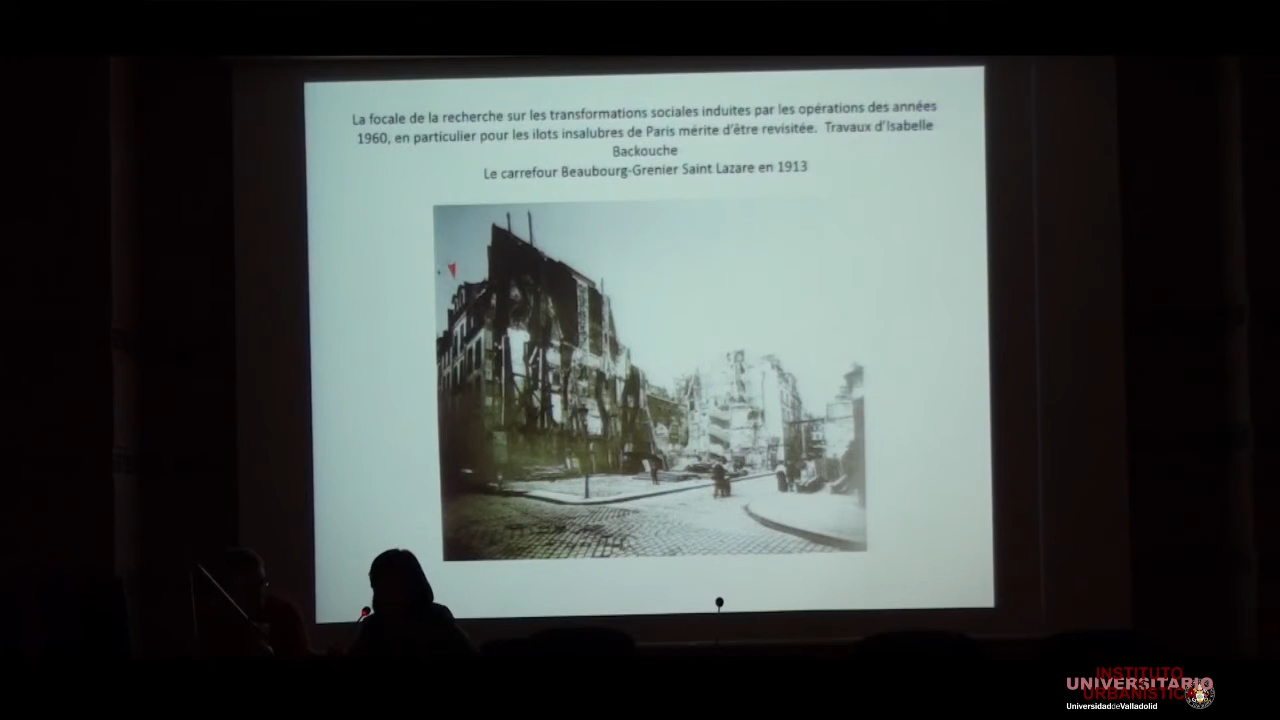 La focale de la recherche sur les transformations sociales induites par les opérations des années
1960, en particulier pour les ilots insalubres de Paris mérite d'être revisitée. Travaux d'Isabelle
Backouche
Le carrefour Beaubourg-Grenier Saint Lazare en 1913
INSTITUTO
UNIVERSITARIO
URBANÍSTICA
UniversidaddeValladolid